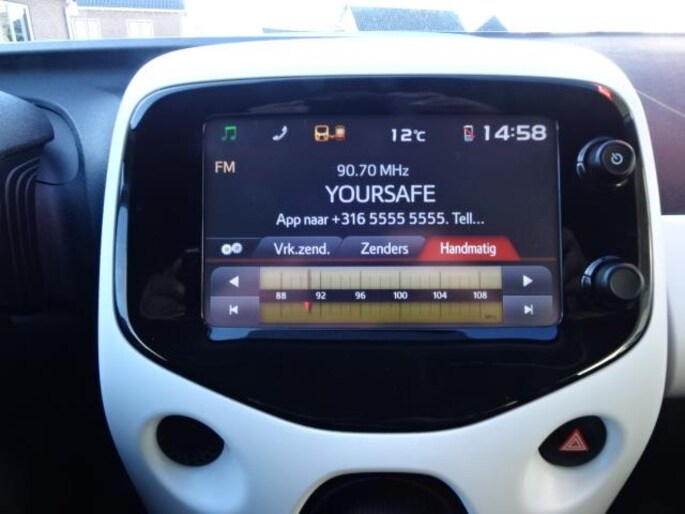 12°C 14:58
FM
90.70 MHz
YOURSAFE
App naar +316 5555 5555. Tell...
Vrk.zend. Zenders Handmatig
88 92 96 100 104 108
MHz